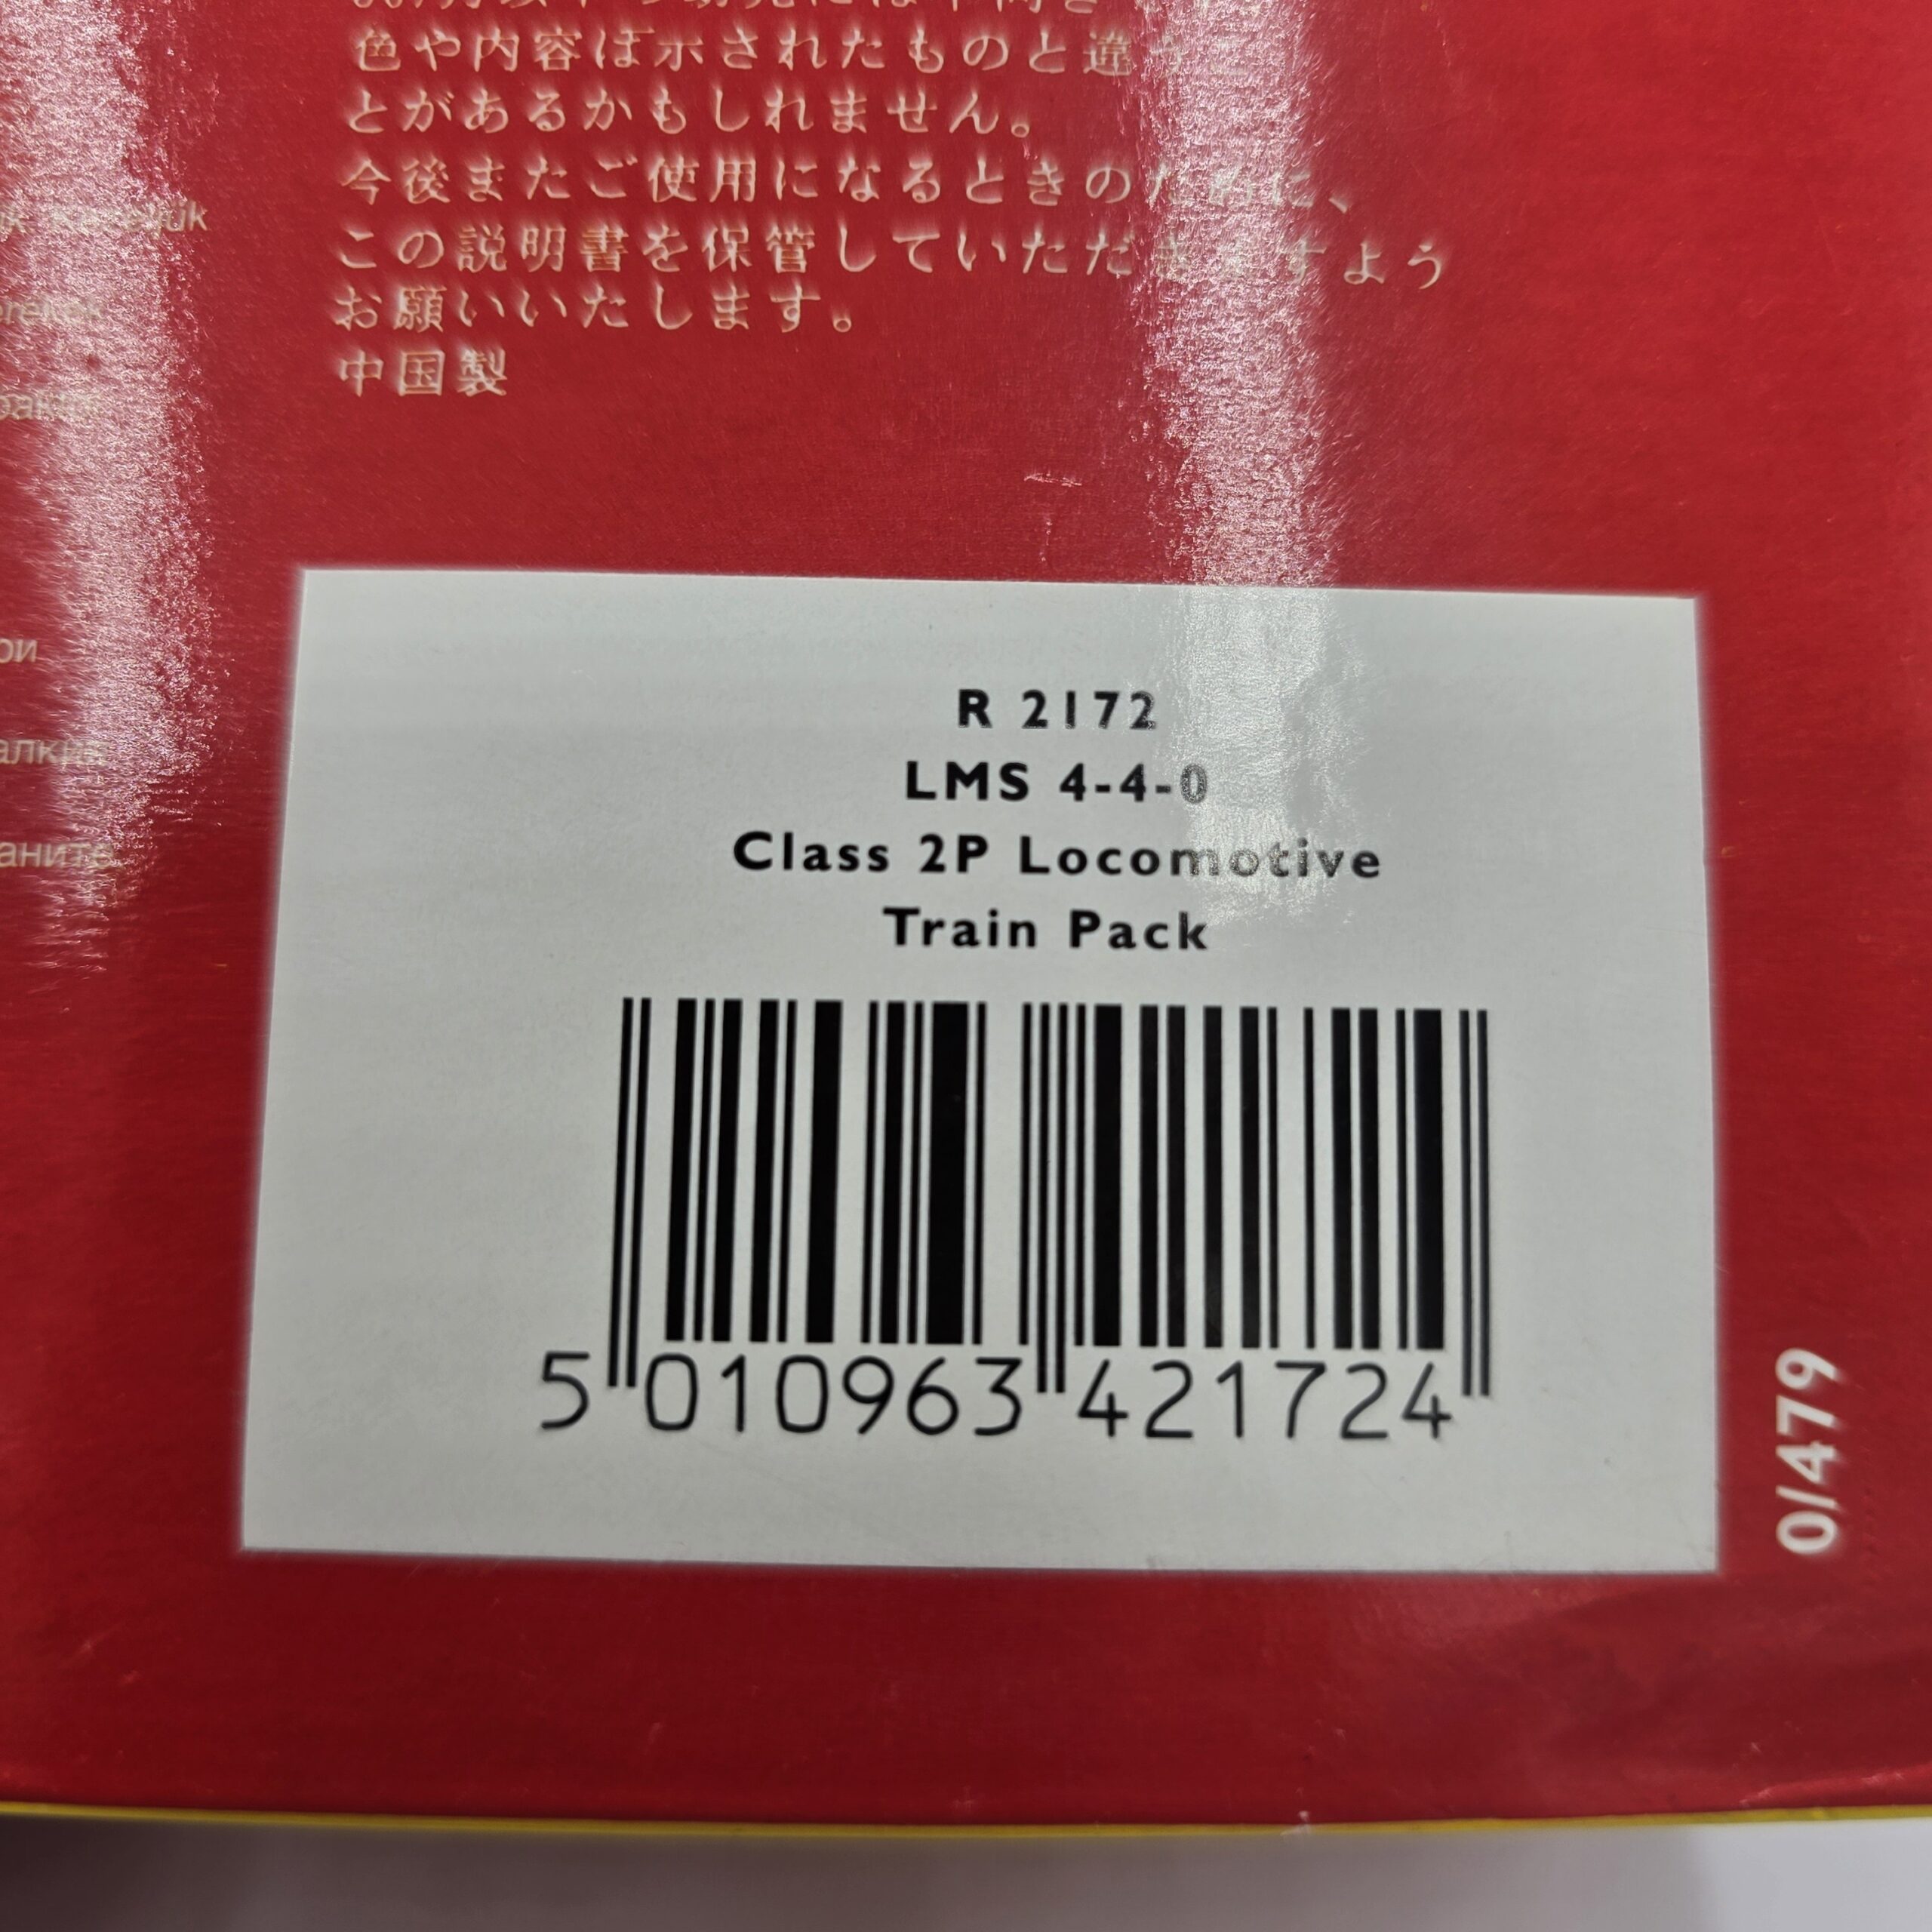 色や内容は示されたものと違うこ
とがあるかもしれません。
今後またご使用になるときのために、
この説明書を保管していただきますよう
お願いいたします。
中国製
R 2172
LMS 4-4-0
Class 2P Locomotive
Train Pack
5 010963 421724
0/479